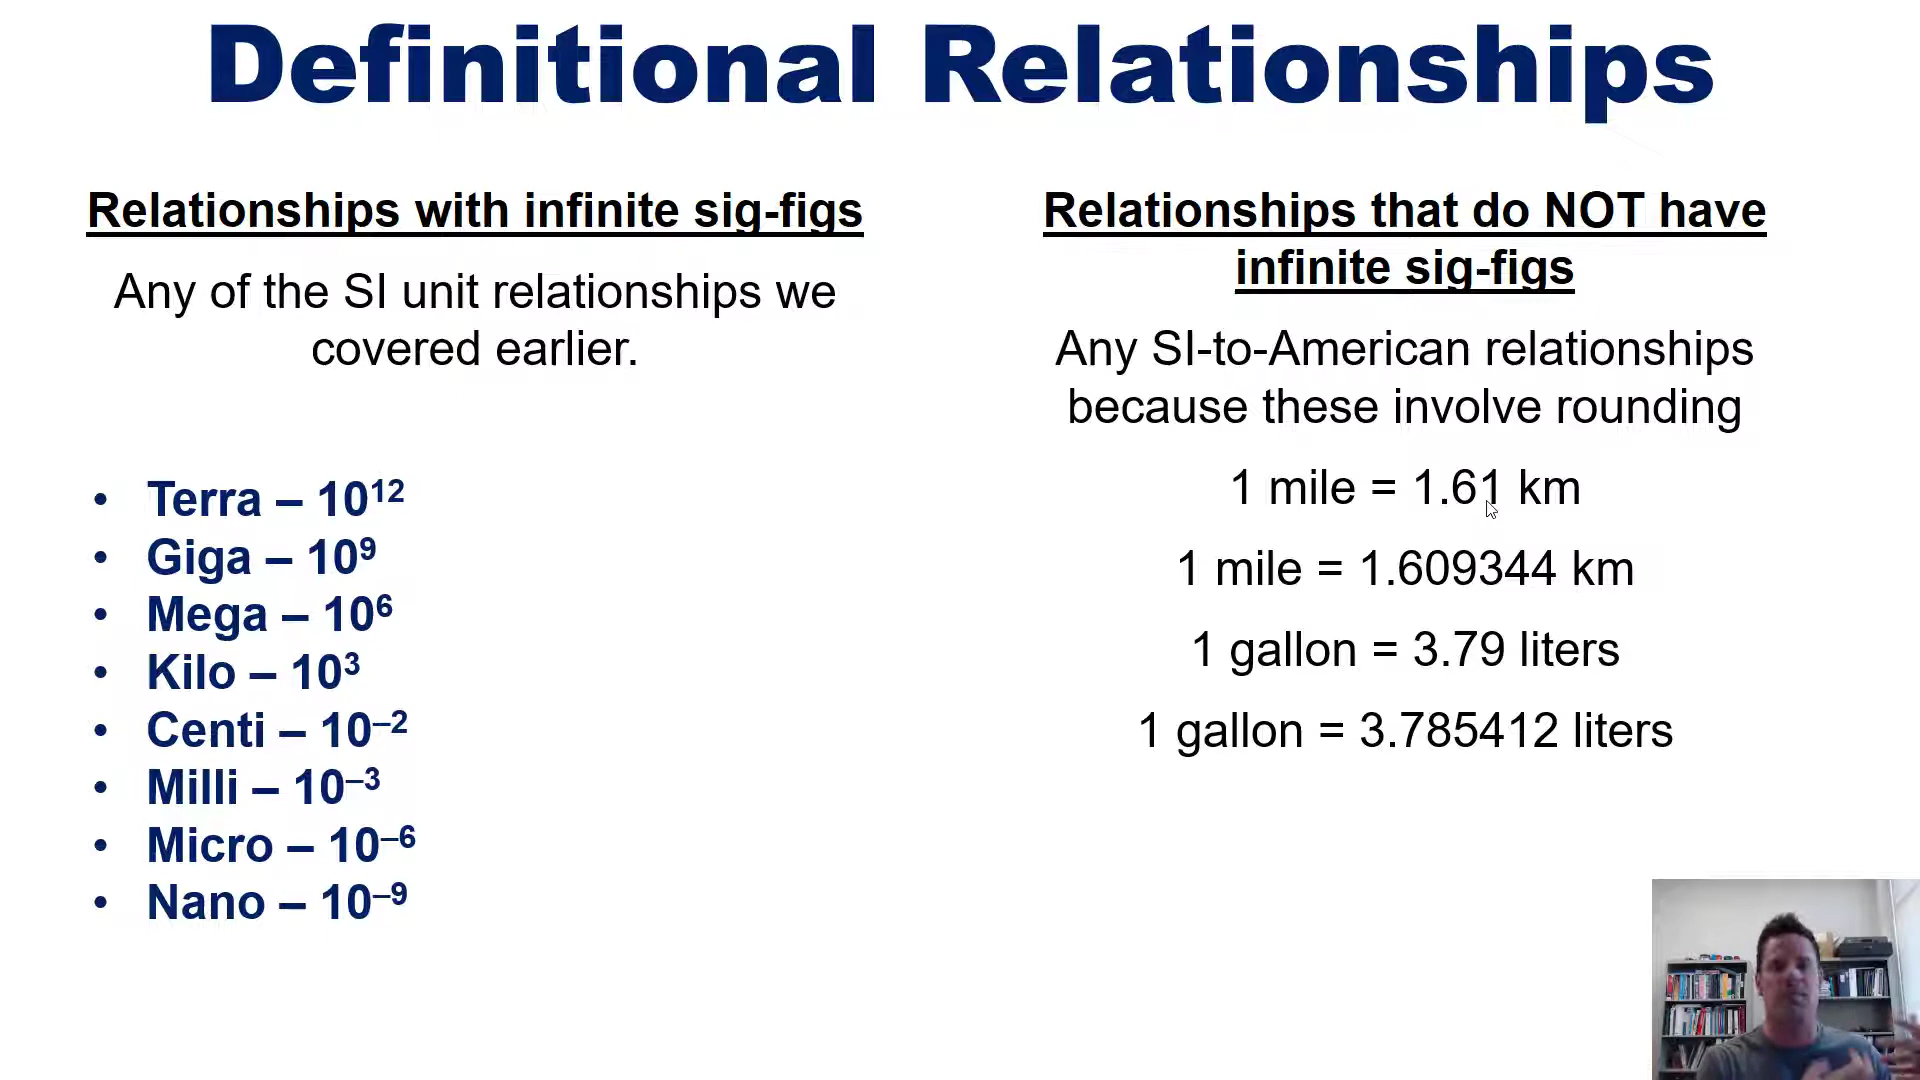 Definitional Relationships
Relationships with infinite sig-figs
Any of the SI unit relationships we
covered earlier.
• Terra – 10¹²
• Giga – 10⁹
• Mega – 10⁶
• Kilo – 10³
• Centi – 10⁻²
• Milli – 10⁻³
• Micro – 10⁻⁶
• Nano – 10⁻⁹
Relationships that do NOT have
infinite sig-figs
Any SI-to-American relationships
because these involve rounding
1 mile = 1.61 km
1 mile = 1.609344 km
1 gallon = 3.79 liters
1 gallon = 3.785412 liters